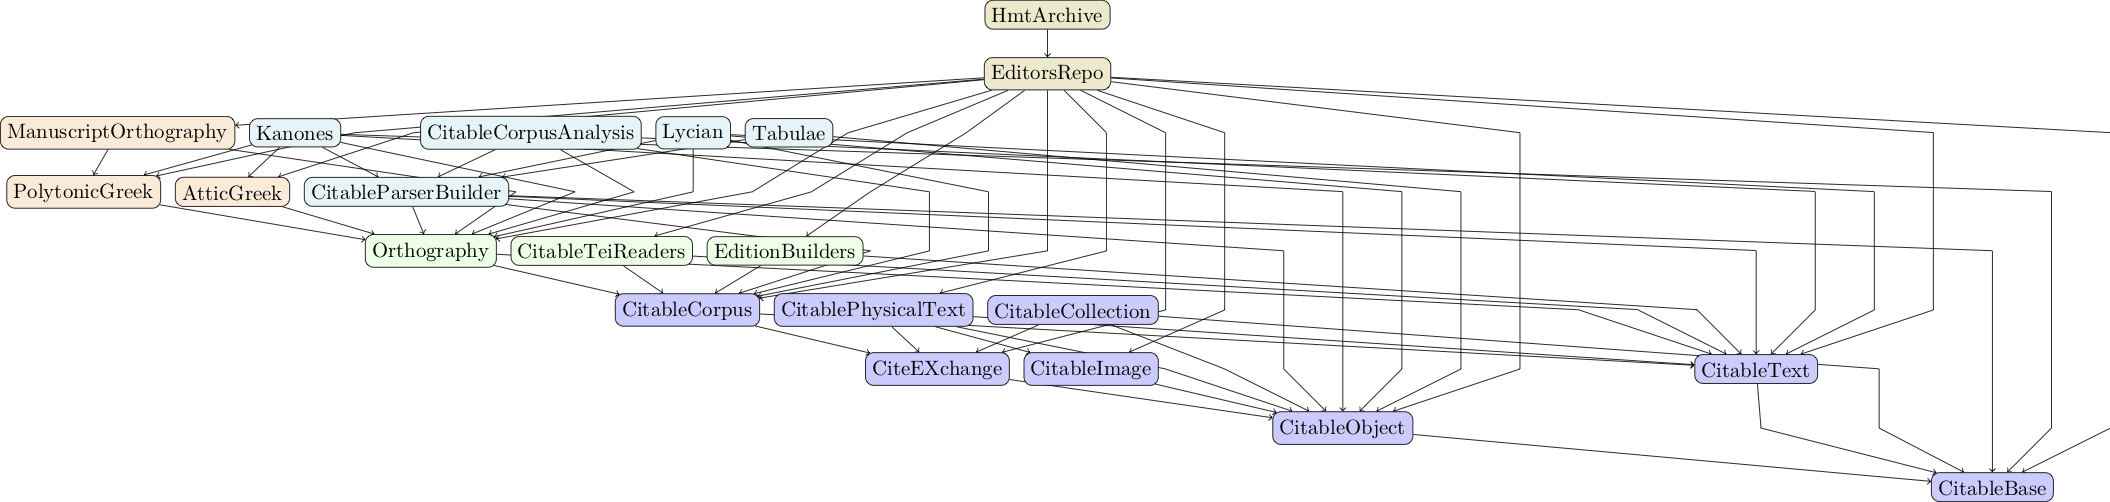 HmtArchive
EditorsRepo
ManuscriptOrthography
Kanones
CitableCorpusAnalysis
Lycian
Tabulae
PolytonicGreek
AtticGreek
CitableParserBuilder
Orthography
CitableTeiReaders
EditionBuilders
CitableCorpus
CitablePhysicalText
CitableCollection
CiteEXchange
CitableImage
CitableText
CitableObject
CitableBase